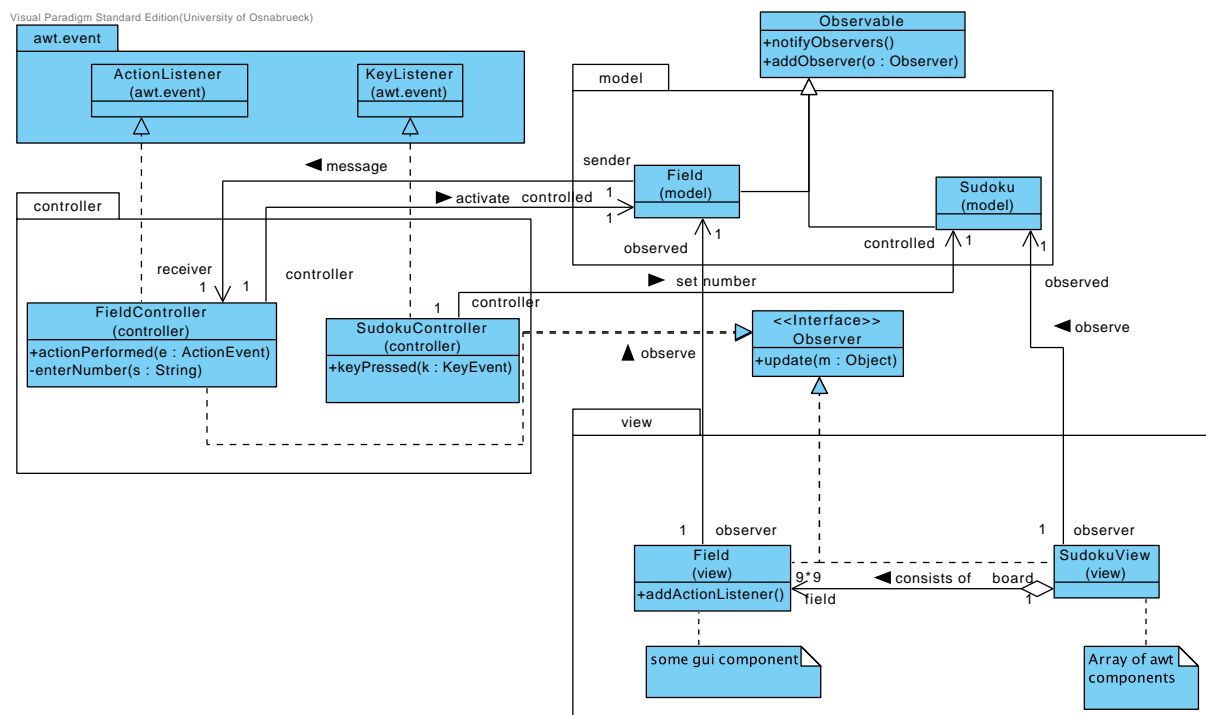 Visual Paradigm Standard Edition(University of Osnabrueck)
awt.event
ActionListener
(awt.event)
KeyListener
(awt.event)
Observable
+notifyObservers()
+addObserver(o : Observer)
model
Field
(model)
Sudoku
(model)
message
sender
1
activate
controlled
1
controller
receiver
1
1
controller
FieldController
(controller)
+actionPerformed(e : ActionEvent)
-enterNumber(s : String)
1
controller
SudokuController
(controller)
+keyPressed(k : KeyEvent)
set number
controlled
1
observed
1
1
observed
observe
<<Interface>>
Observer
+update(m : Object)
observe
view
1
observer
Field
(view)
+addActionListener()
1
observer
SudokuView
(view)
9*9
field
consists of
board
1
some gui component
Array of awt
components